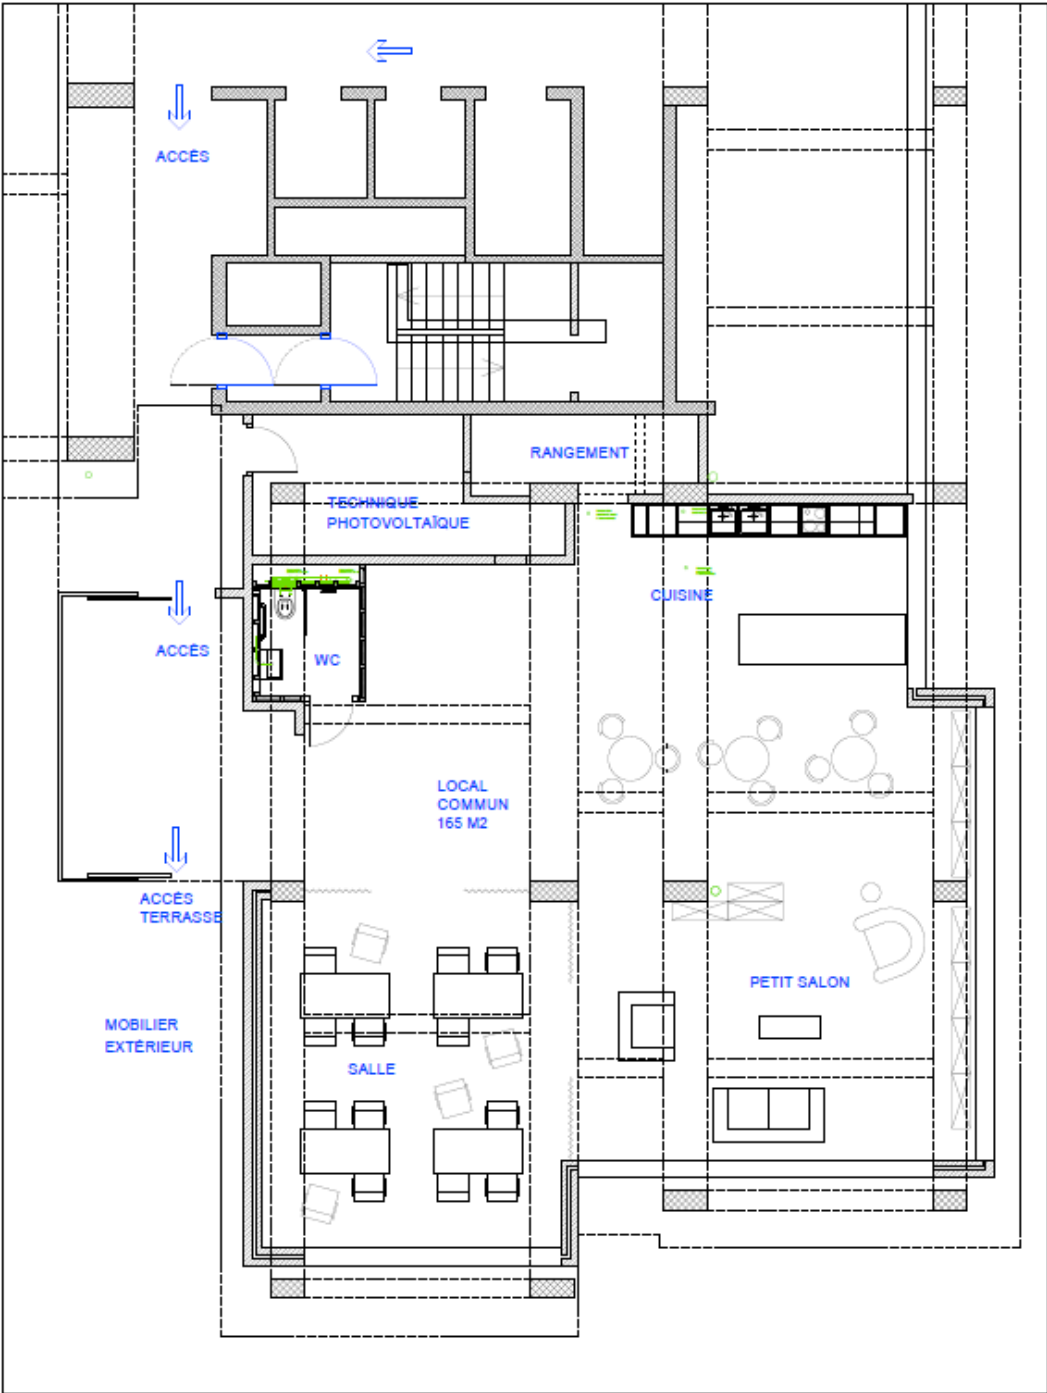 ACCÈS
RANGEMENT
TECHNIQUE
PHOTOVOLTAÏQUE
CUISINE
ACCÈS
WC
LOCAL
COMMUN
165 M2
ACCÈS
TERRASSE
PETIT SALON
MOBILIER
EXTÉRIEUR
SALLE